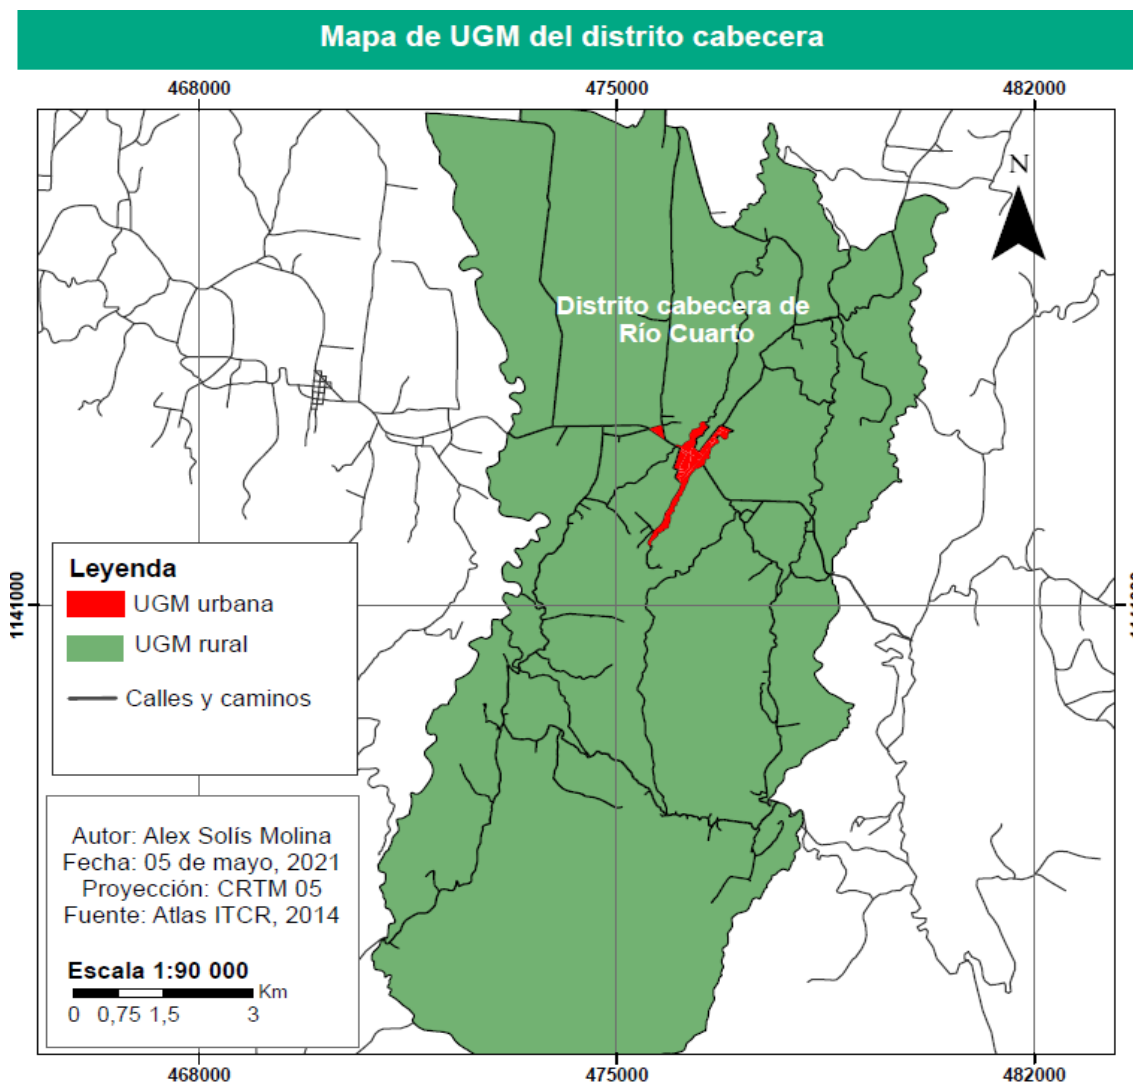 Mapa de UGM del distrito cabecera
468000 475000 482000
N
Distrito cabecera de
Río Cuarto
1141000
Leyenda
UGM urbana
UGM rural
Calles y caminos
Autor: Alex Solís Molina
Fecha: 05 de mayo, 2021
Proyección: CRTM 05
Fuente: Atlas ITCR, 2014
Escala 1:90 000
Km
0 0,75 1,5 3
468000 475000 482000